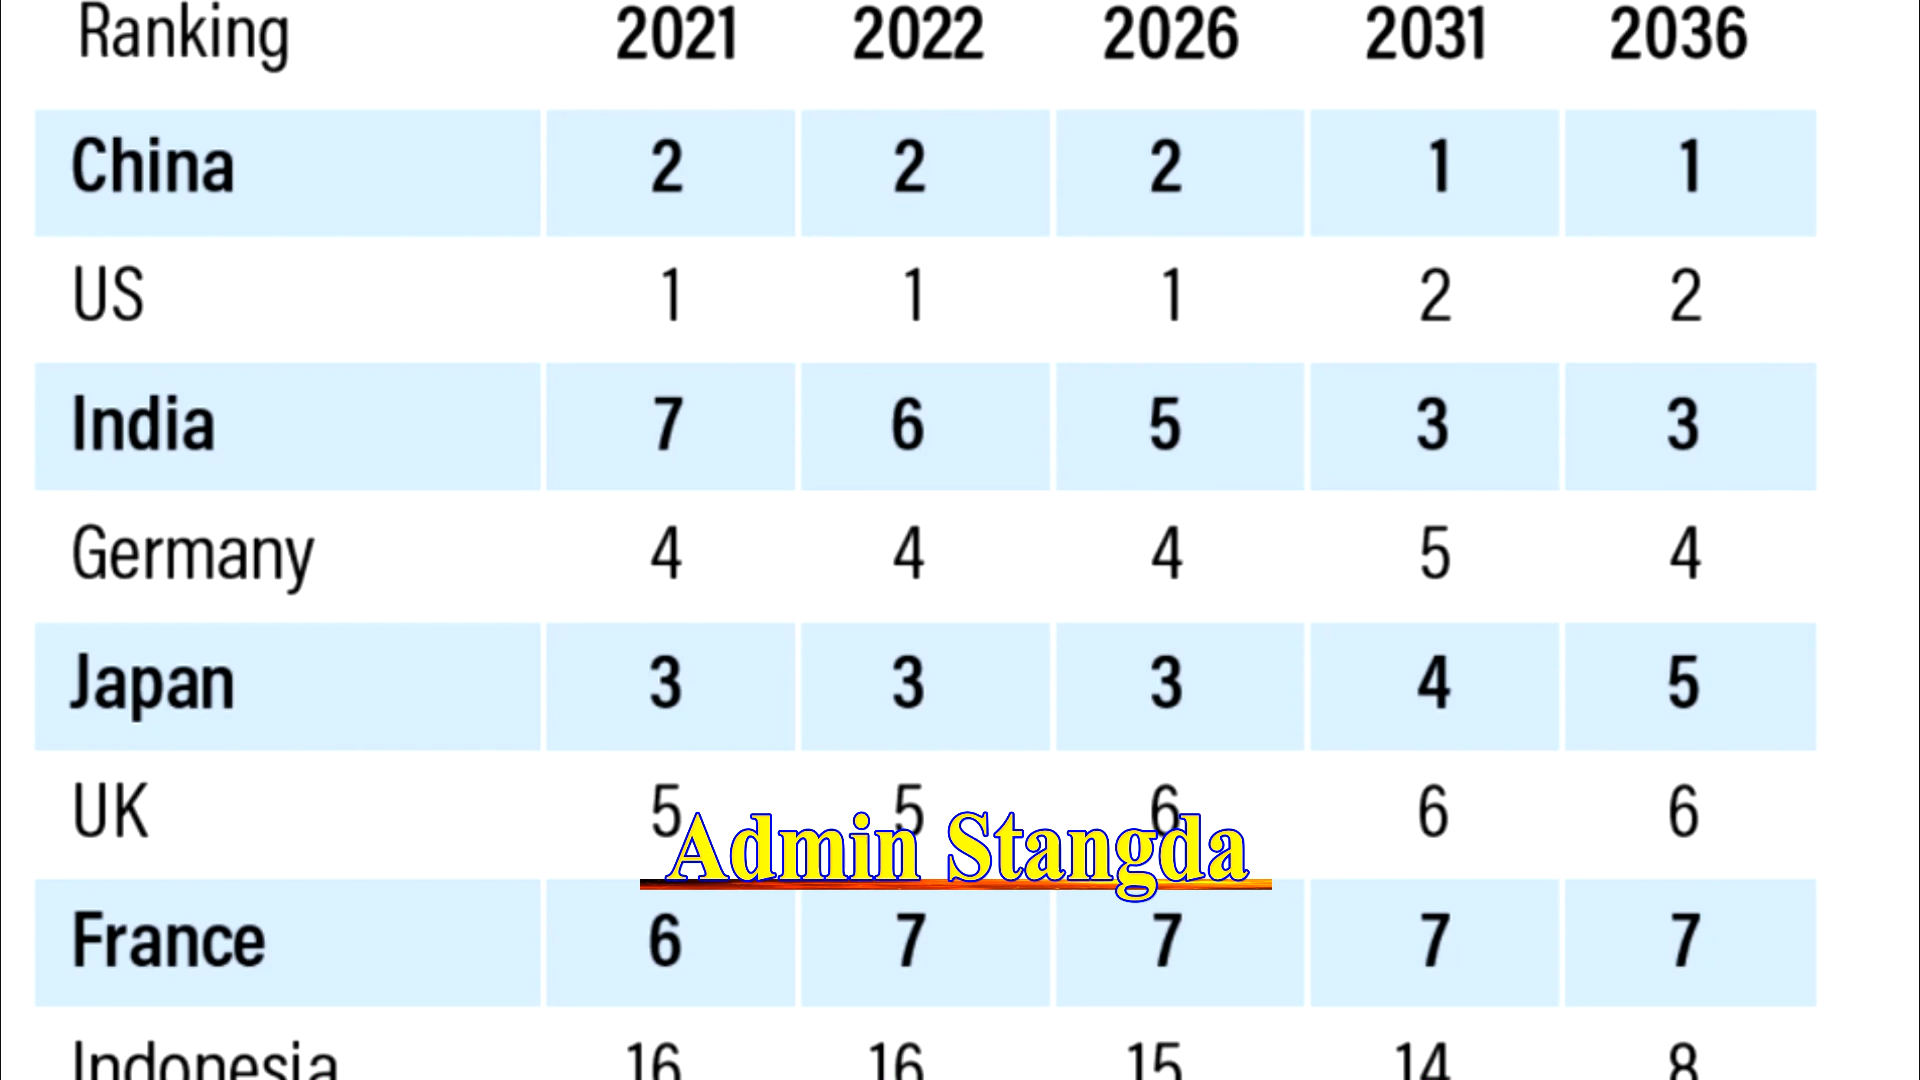 Ranking 2021 2022 2026 2031 2036
China 2 2 2 1 1
US 1 1 1 2 2
India 7 6 5 3 3
Germany 4 4 4 5 4
Japan 3 3 3 4 5
UK 5 5 6 6 6
Admin Stangda
France 6 7 7 7 7
Indonesia 16 16 15 14 8